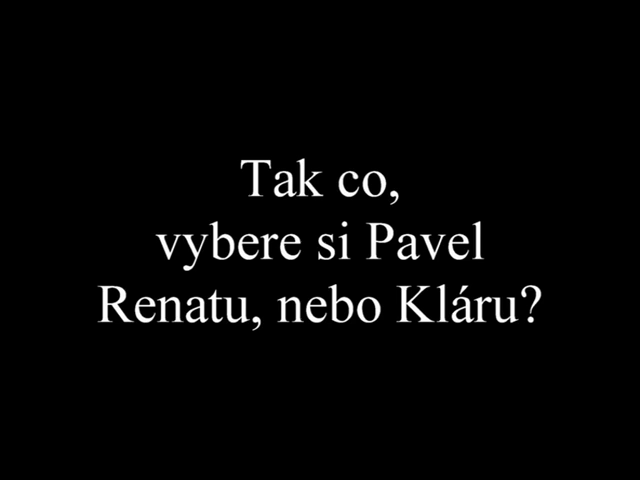 Tak co,
vybere si Pavel
Renatu, nebo Kláru?